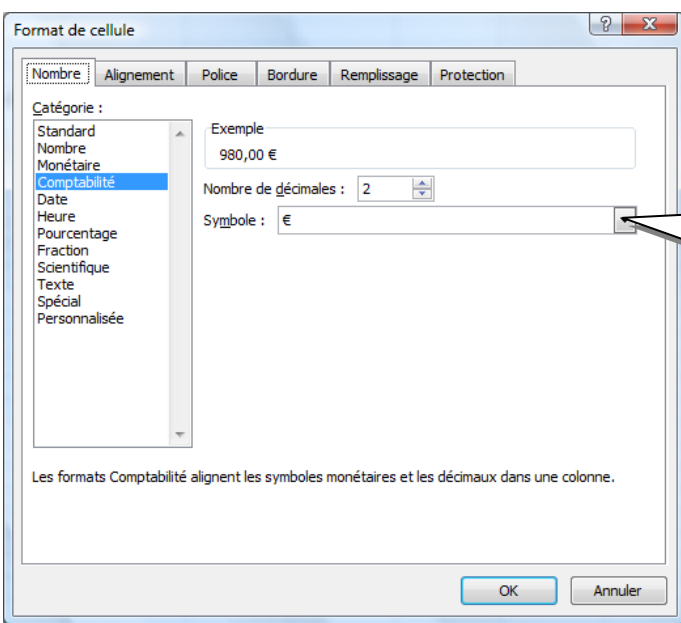 Format de cellule
Nombre Alignement Police Bordure Remplissage Protection
Catégorie :
Standard
Nombre
Monétaire
Comptabilité
Date
Heure
Pourcentage
Fraction
Scientifique
Texte
Spécial
Personnalisée
Exemple
980,00 €
Nombre de décimales : 2
Symbole : €
Les formats Comptabilité alignent les symboles monétaires et les décimaux dans une colonne.
OK Annuler